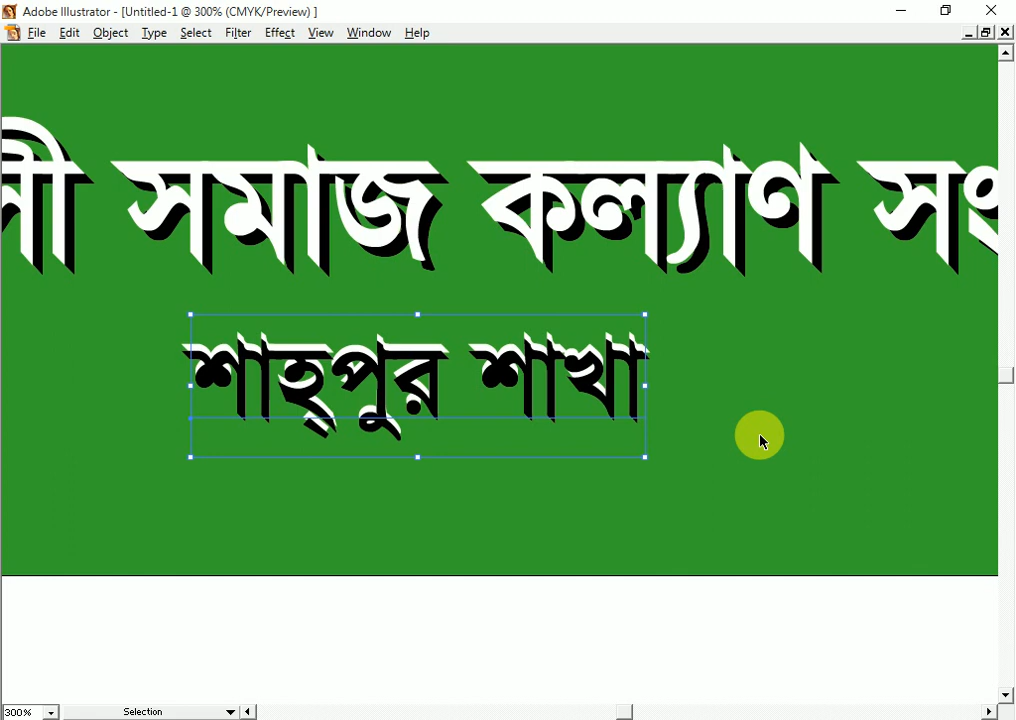 Adobe Illustrator - [Untitled-1 @ 300% (CMYK/Preview) ]
File Edit Object Type Select Filter Effect View Window Help
সমাজ কল্যাণ
শাহ্পুর শাখা
300% Selection